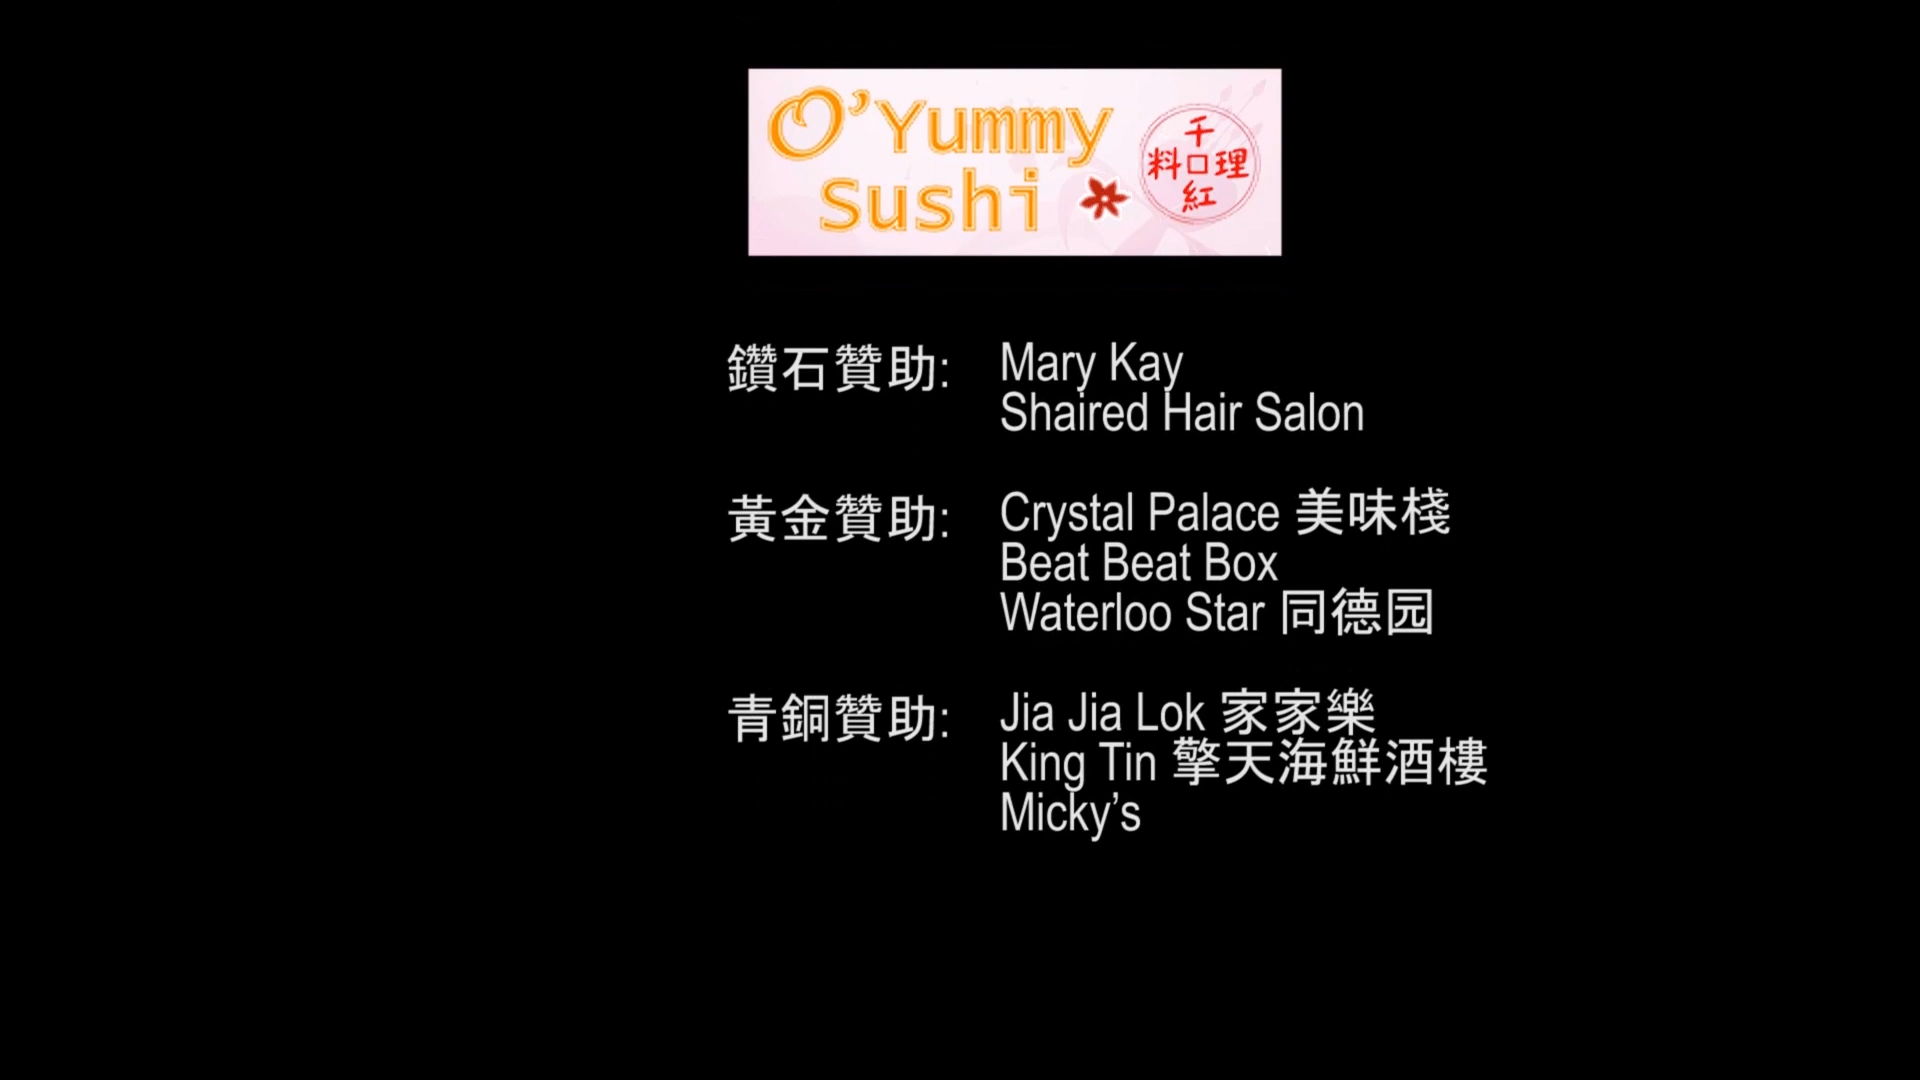 O'Yummy
Sushi
千
料口理
紅
鑽石贊助: Mary Kay
Shaired Hair Salon
黃金贊助: Crystal Palace 美味棧
Beat Beat Box
Waterloo Star 同德园
青銅贊助: Jia Jia Lok 家家樂
King Tin 擎天海鮮酒樓
Micky’s